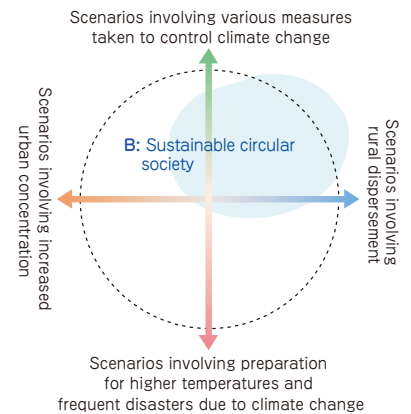 Scenarios involving various measures
taken to control climate change
Scenarios involving increased
urban concentration
B: Sustainable circular
society
Scenarios involving
rural dispersement
Scenarios involving preparation
for higher temperatures and
frequent disasters due to climate change